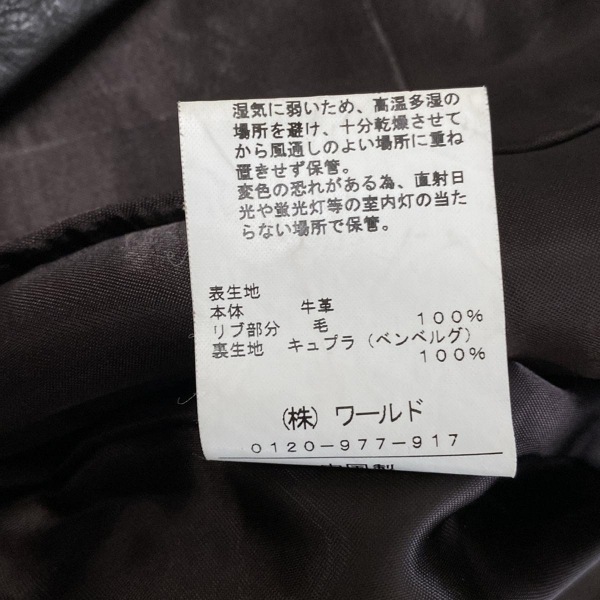 湿気に弱いため、高温多湿の
場所を避け、十分乾燥させて
から風通しのよい場所に重ね
置きせず保管。
変色の恐れがある為、直射日
光や蛍光灯等の室内灯の当た
らない場所で保管。
表生地
本体 牛革
リブ部分 毛 100%
裏生地 キュプラ(ベンベルグ)
100%
(株)ワールド
0120-977-917
中国製